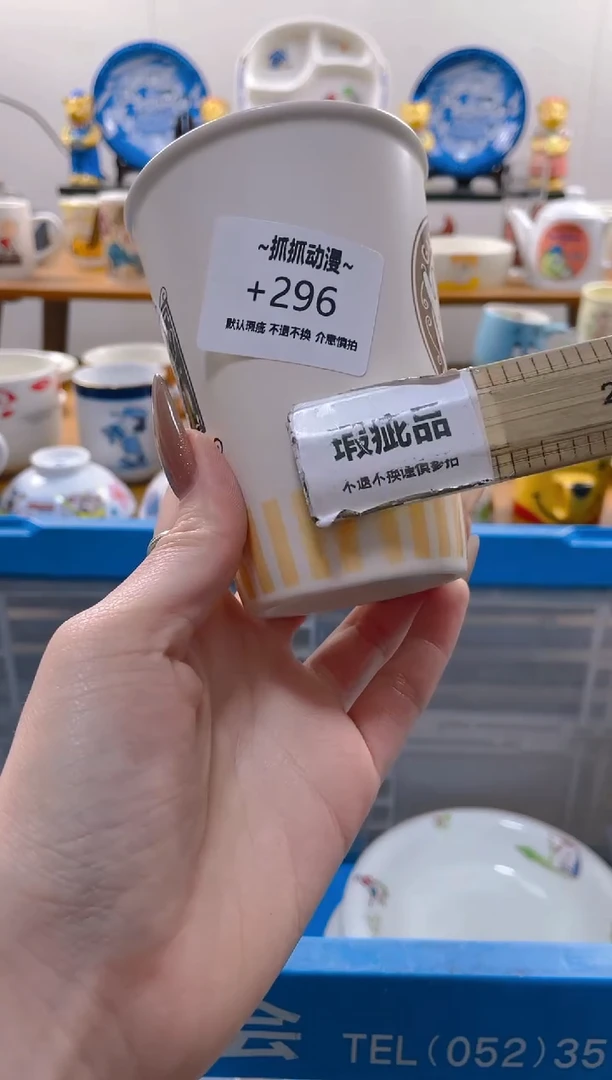 ~抓抓动漫~
+296
默认瑕疵 不退不换 介意慎拍
瑕疵品
不退不换谨慎参拍
TEL(052)35